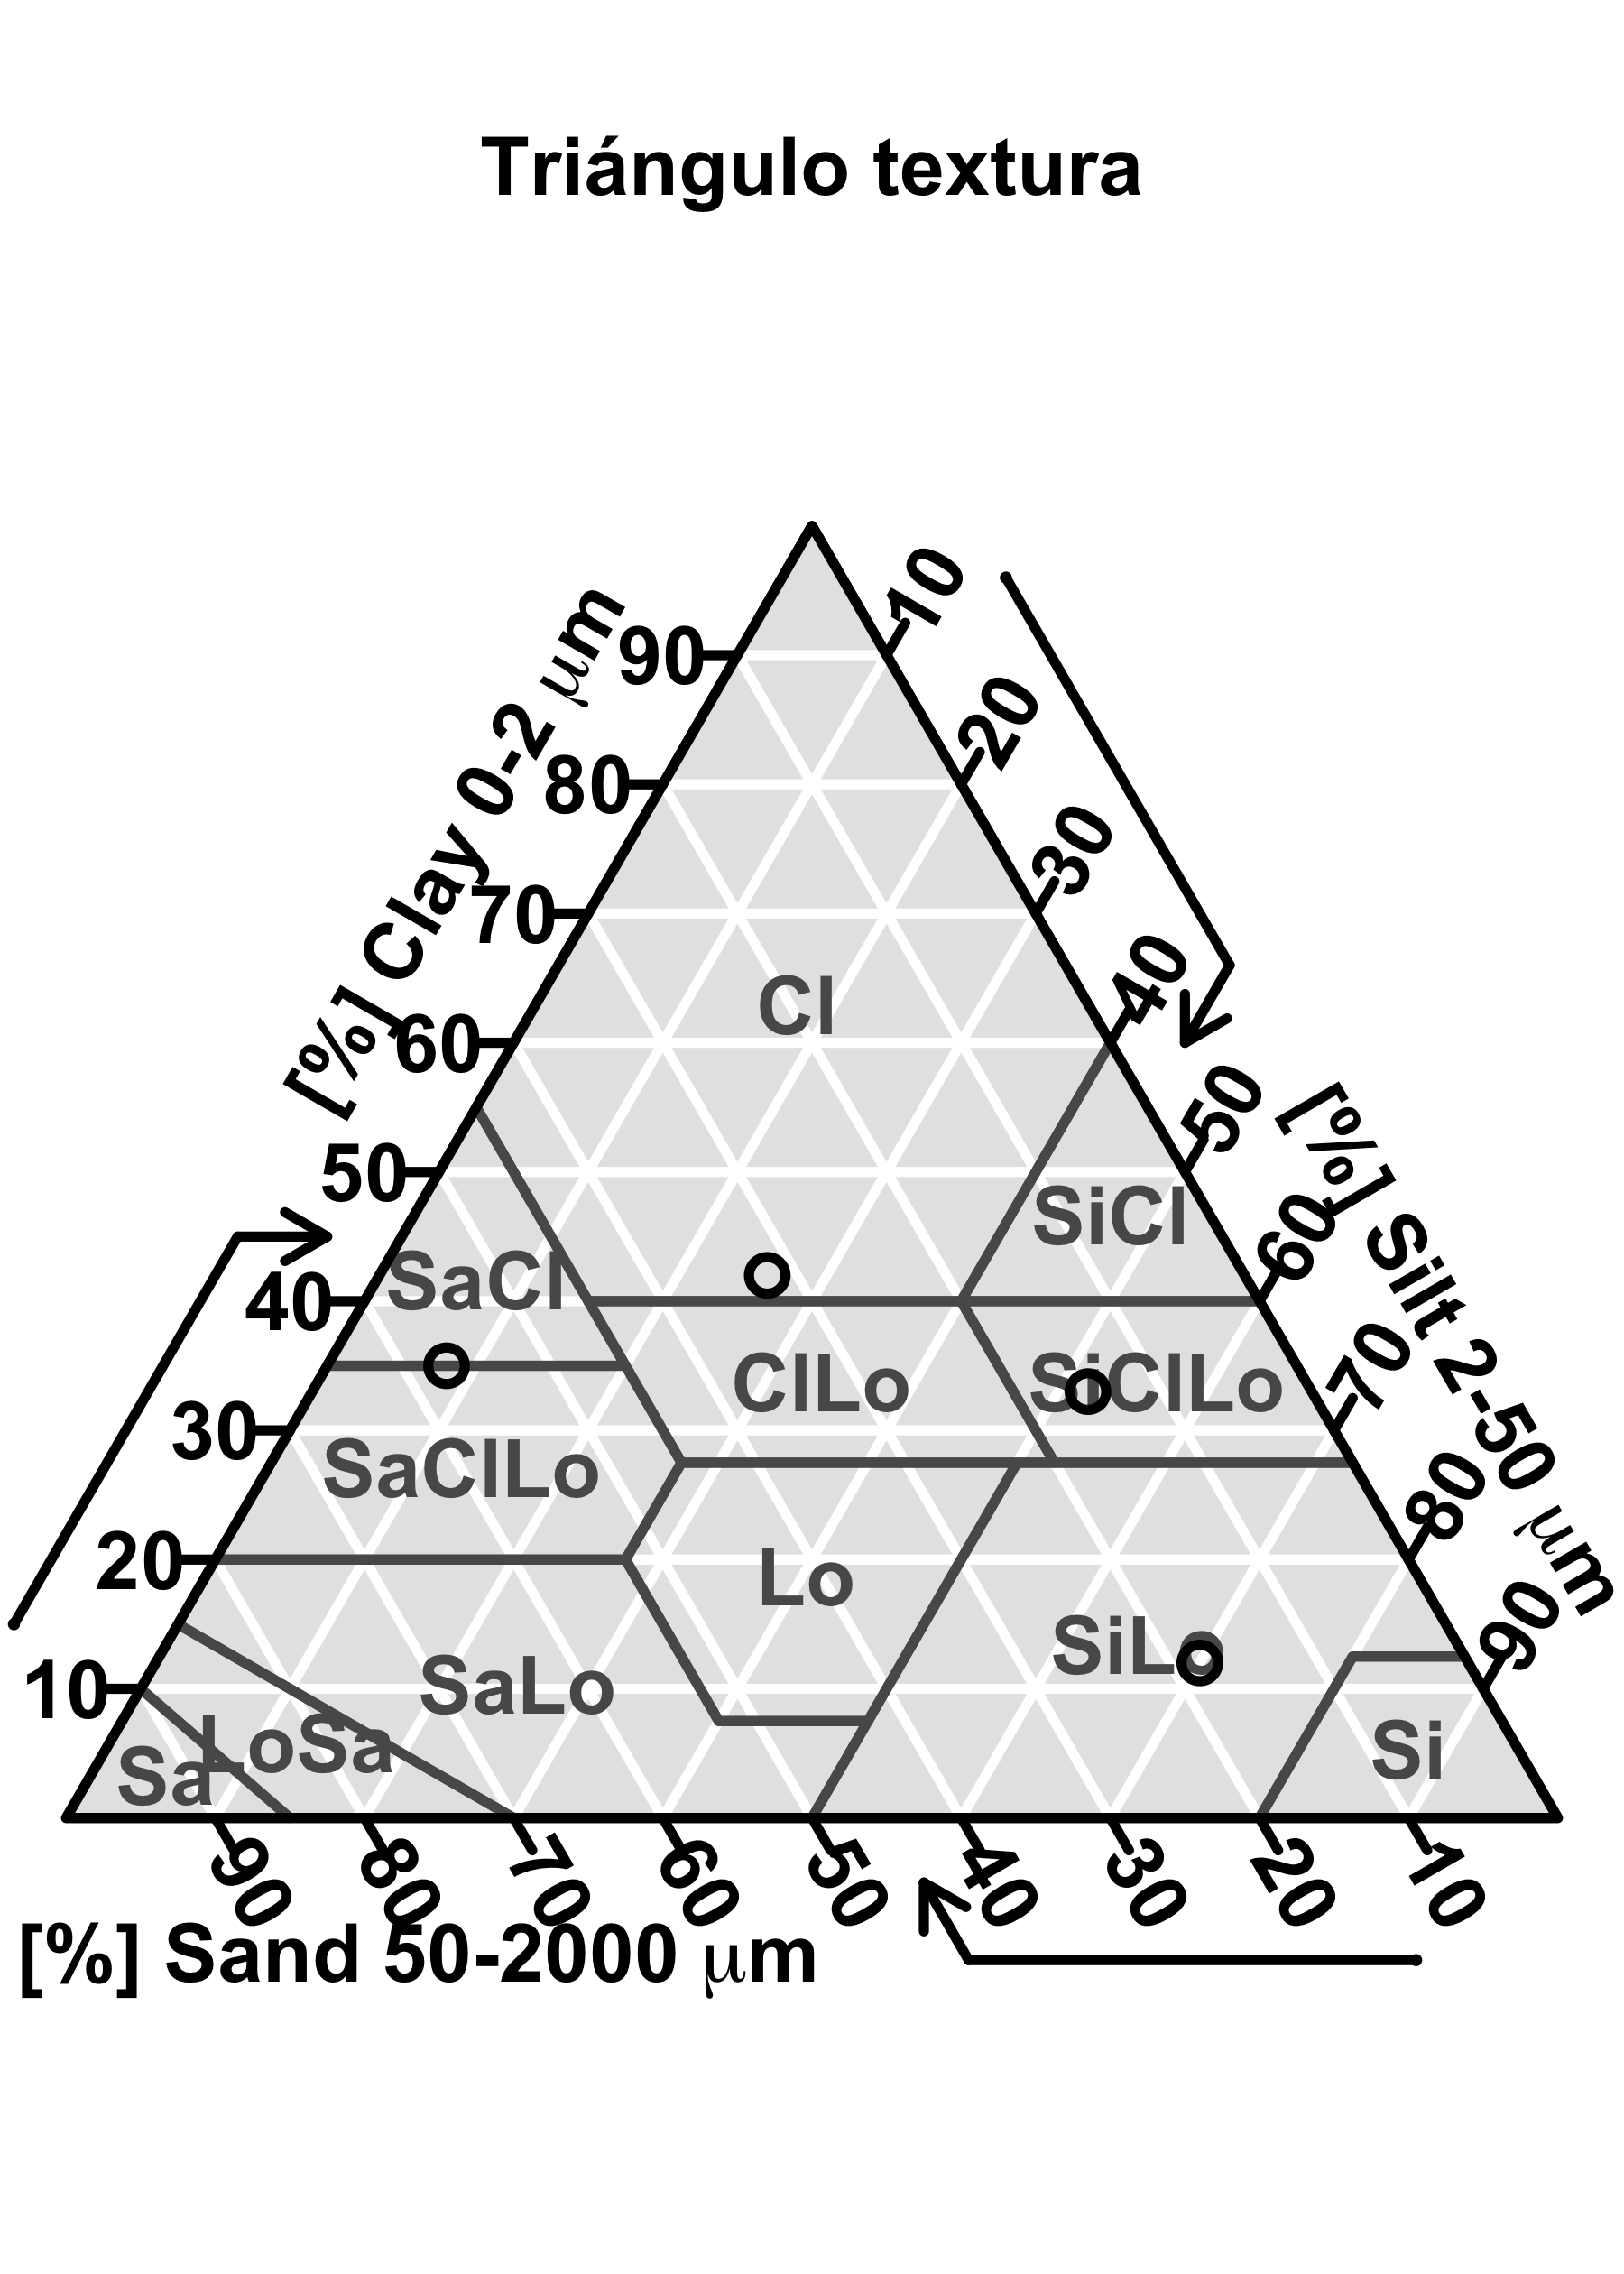 Triángulo textura
[%] Clay 0-2 μm
90
80
70
60
50
40
30
20
10
10
20
30
40
50
60
70
80
90
[%] Silt 2-50 μm
Cl
SiCl
SaCl
ClLo
SiClLo
SaClLo
Lo
SiLo
SaLo
LoSa
Sa
Si
90
80
70
60
50
40
30
20
10
[%] Sand 50-2000 μm